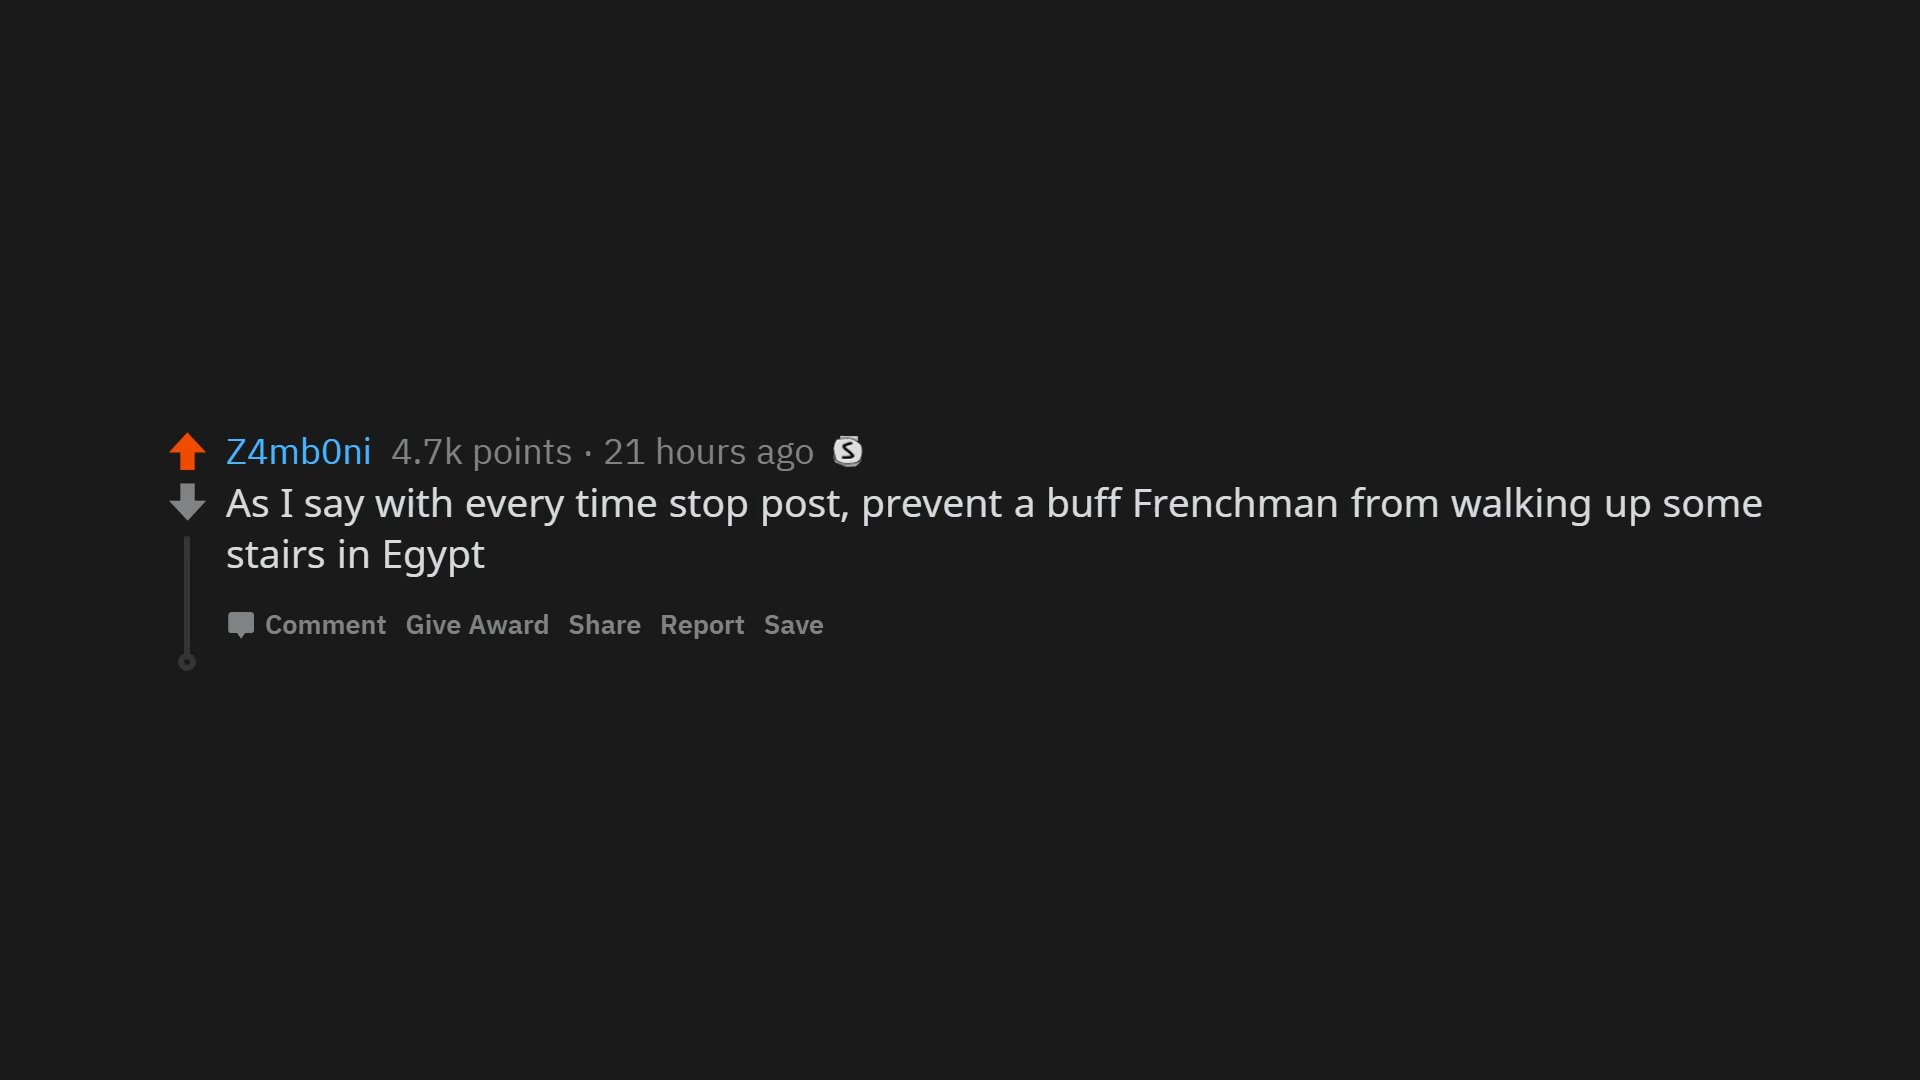 Z4mb0ni 4.7k points · 21 hours ago S
As I say with every time stop post, prevent a buff Frenchman from walking up some
stairs in Egypt
Comment Give Award Share Report Save